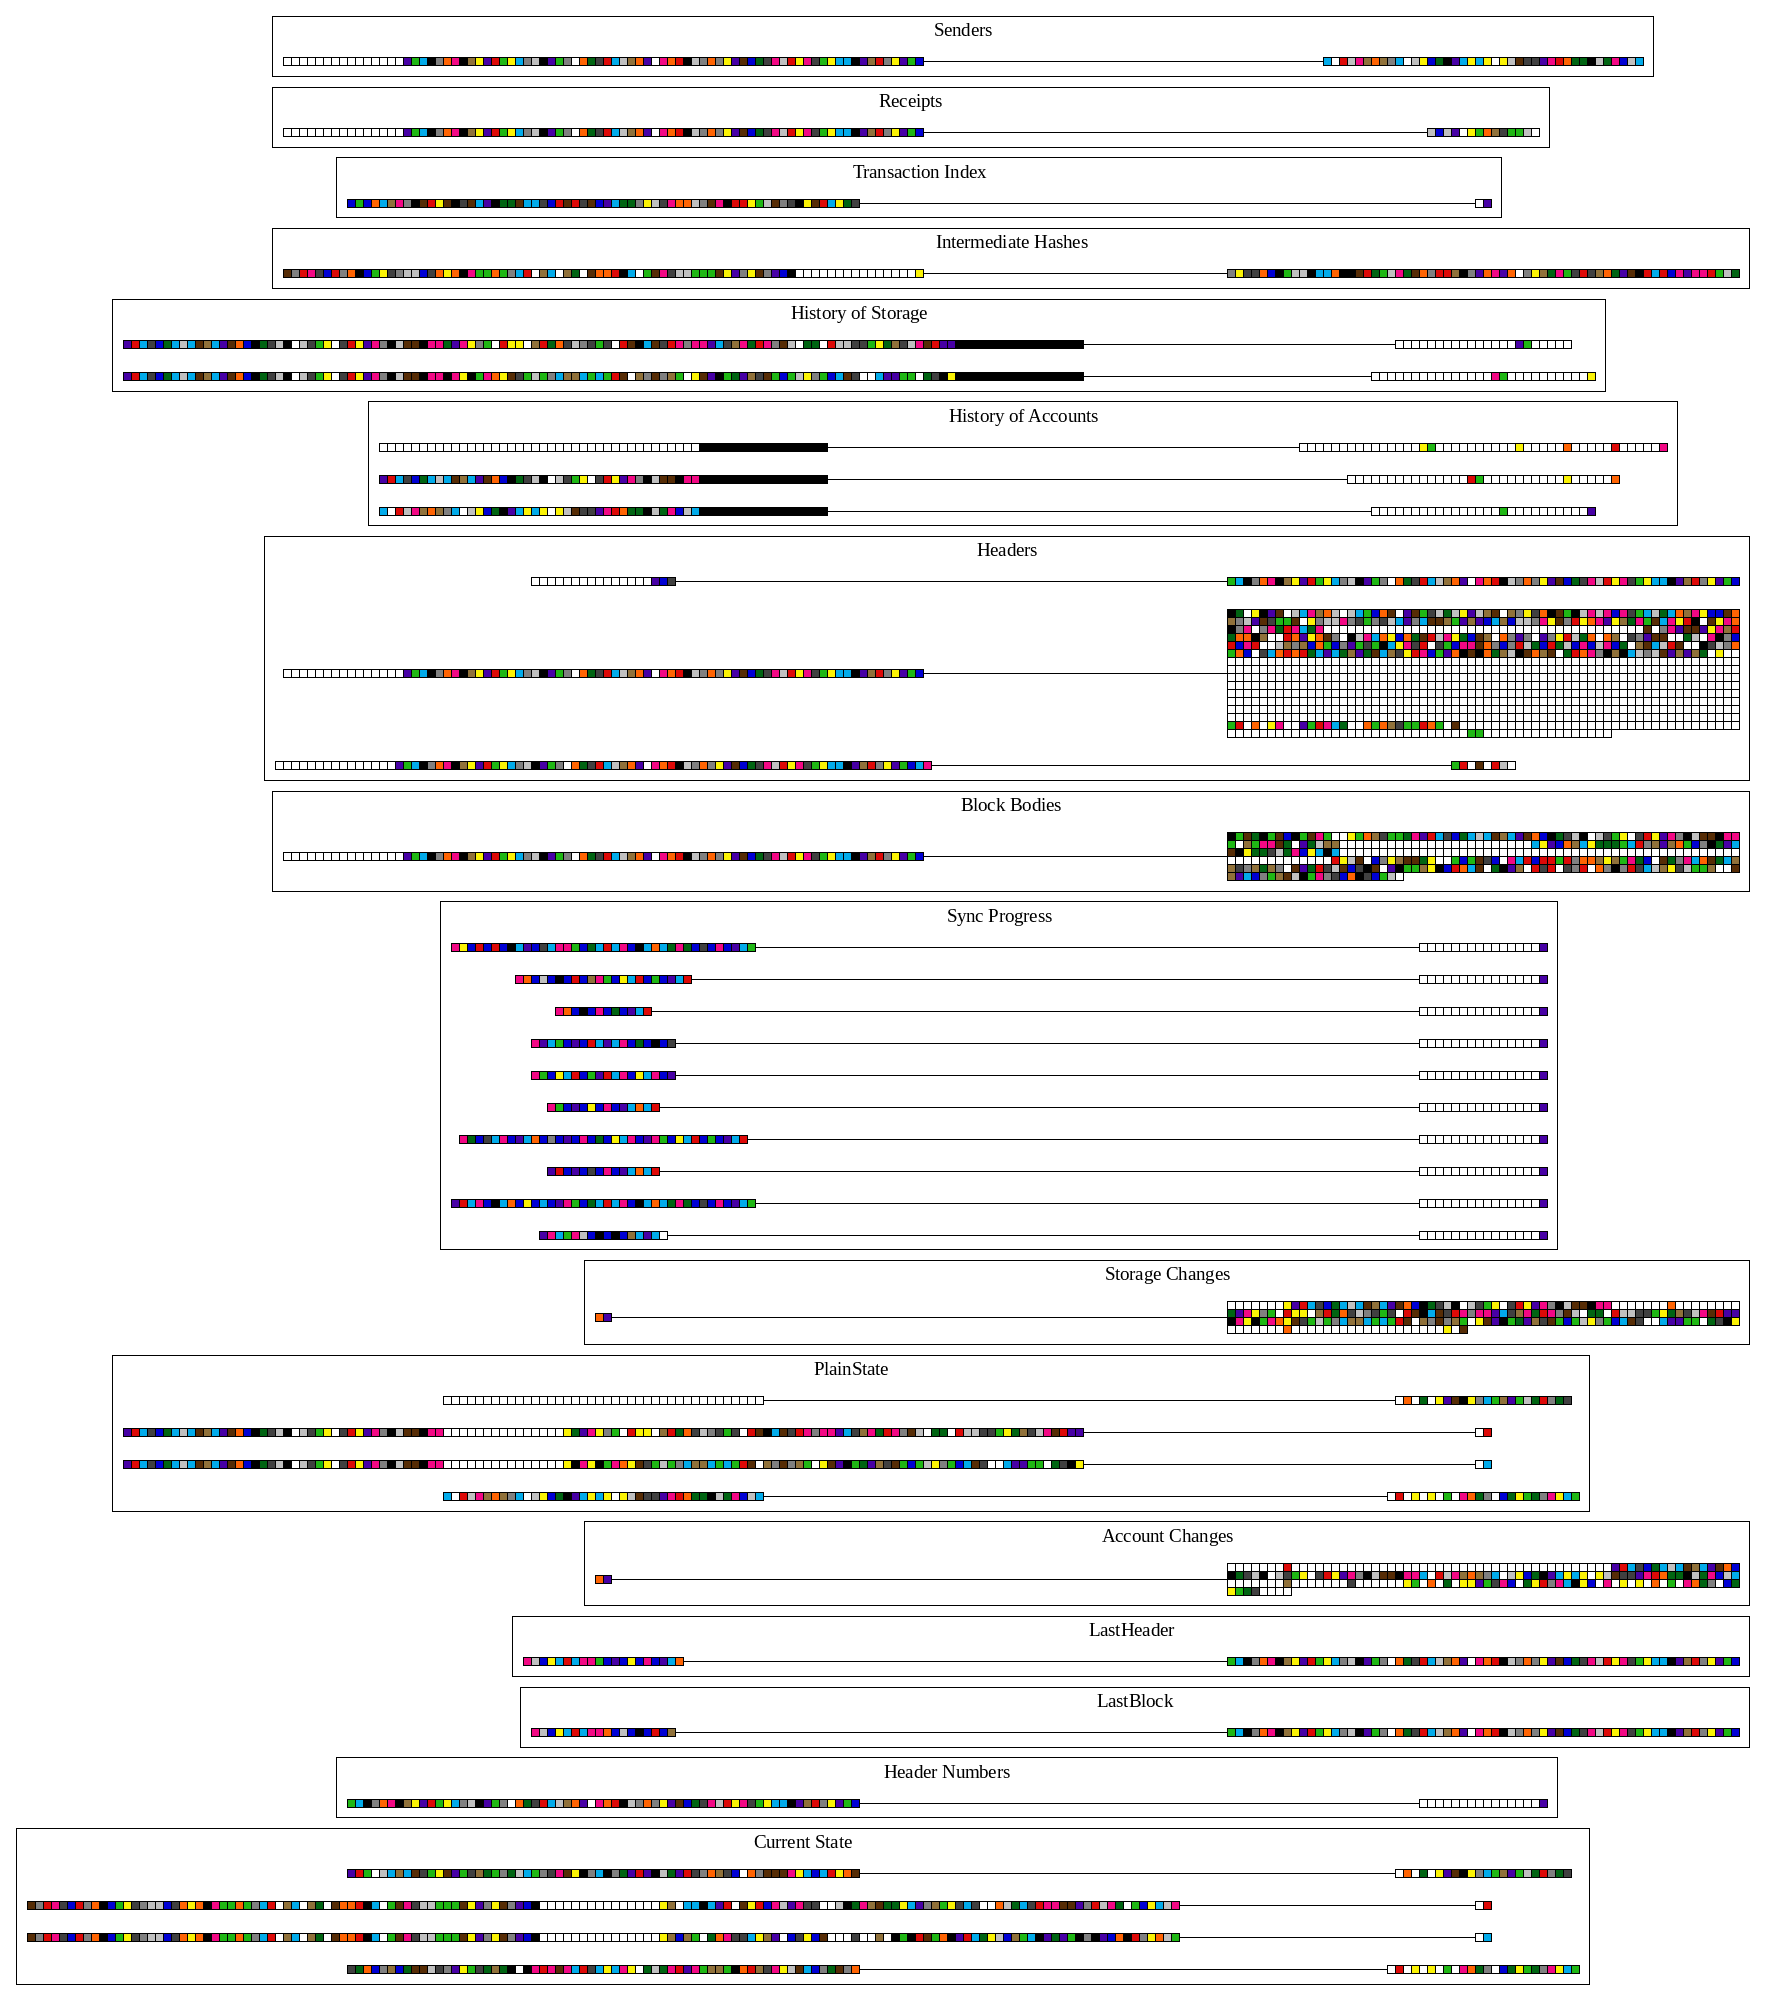 Senders
Receipts
Transaction Index
Intermediate Hashes
History of Storage
History of Accounts
Headers
Block Bodies
Sync Progress
Storage Changes
PlainState
Account Changes
LastHeader
LastBlock
Header Numbers
Current State